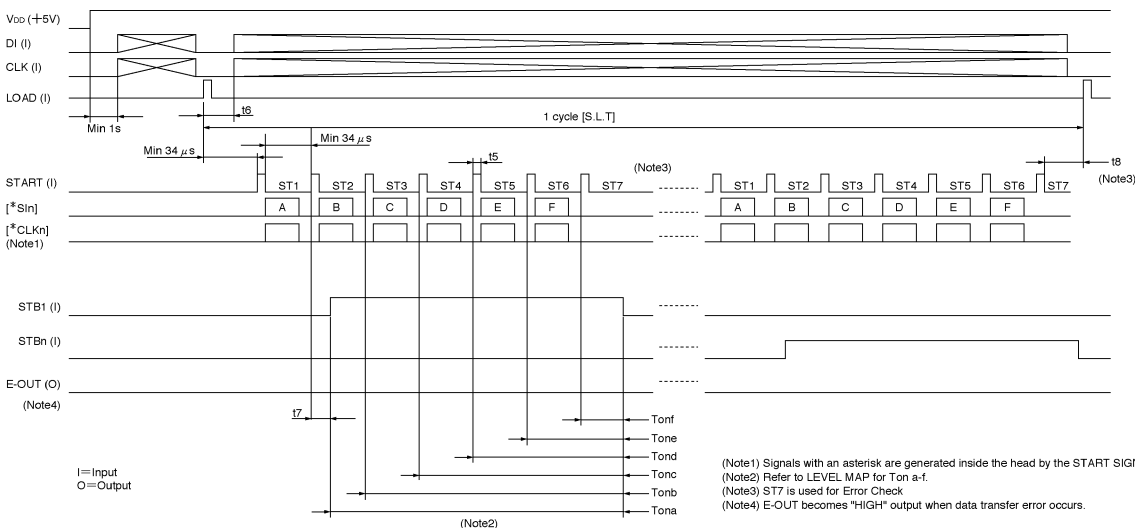 VDD (+5V)
DI (I)
CLK (I)
LOAD (I)
t6
Min 1s
1 cycle [S.L.T]
Min 34 μs
Min 34 μs
t5
(Note3)
t8
(Note3)
START (I)
ST1 ST2 ST3 ST4 ST5 ST6 ST7 ST1 ST2 ST3 ST4 ST5 ST6 ST7
[*SIn]
A B C D E F A B C D E F
[*CLKn]
(Note1)
STB1 (I)
STBn (I)
E-OUT (O)
(Note4)
t7
Tonf
Tone
Tond
Tonc
Tonb
Tona
(Note2)
I=Input
O=Output
(Note1) Signals with an asterisk are generated inside the head by the START SIG
(Note2) Refer to LEVEL MAP for Ton a-f.
(Note3) ST7 is used for Error Check
(Note4) E-OUT becomes "HIGH" output when data transfer error occurs.